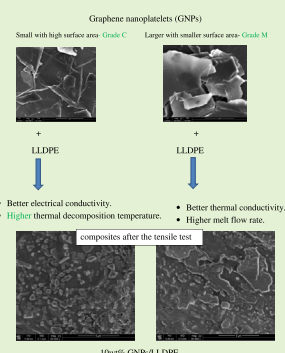 Graphene nanoplatelets (GNPs)
Small with high surface area- Grade C
Larger with smaller surface area- Grade M
+
+
LLDPE
LLDPE
Better electrical conductivity.
Higher thermal decomposition temperature.
• Better thermal conductivity.
• Higher melt flow rate.
composites after the tensile test
10wt% GNPs/LLDPE